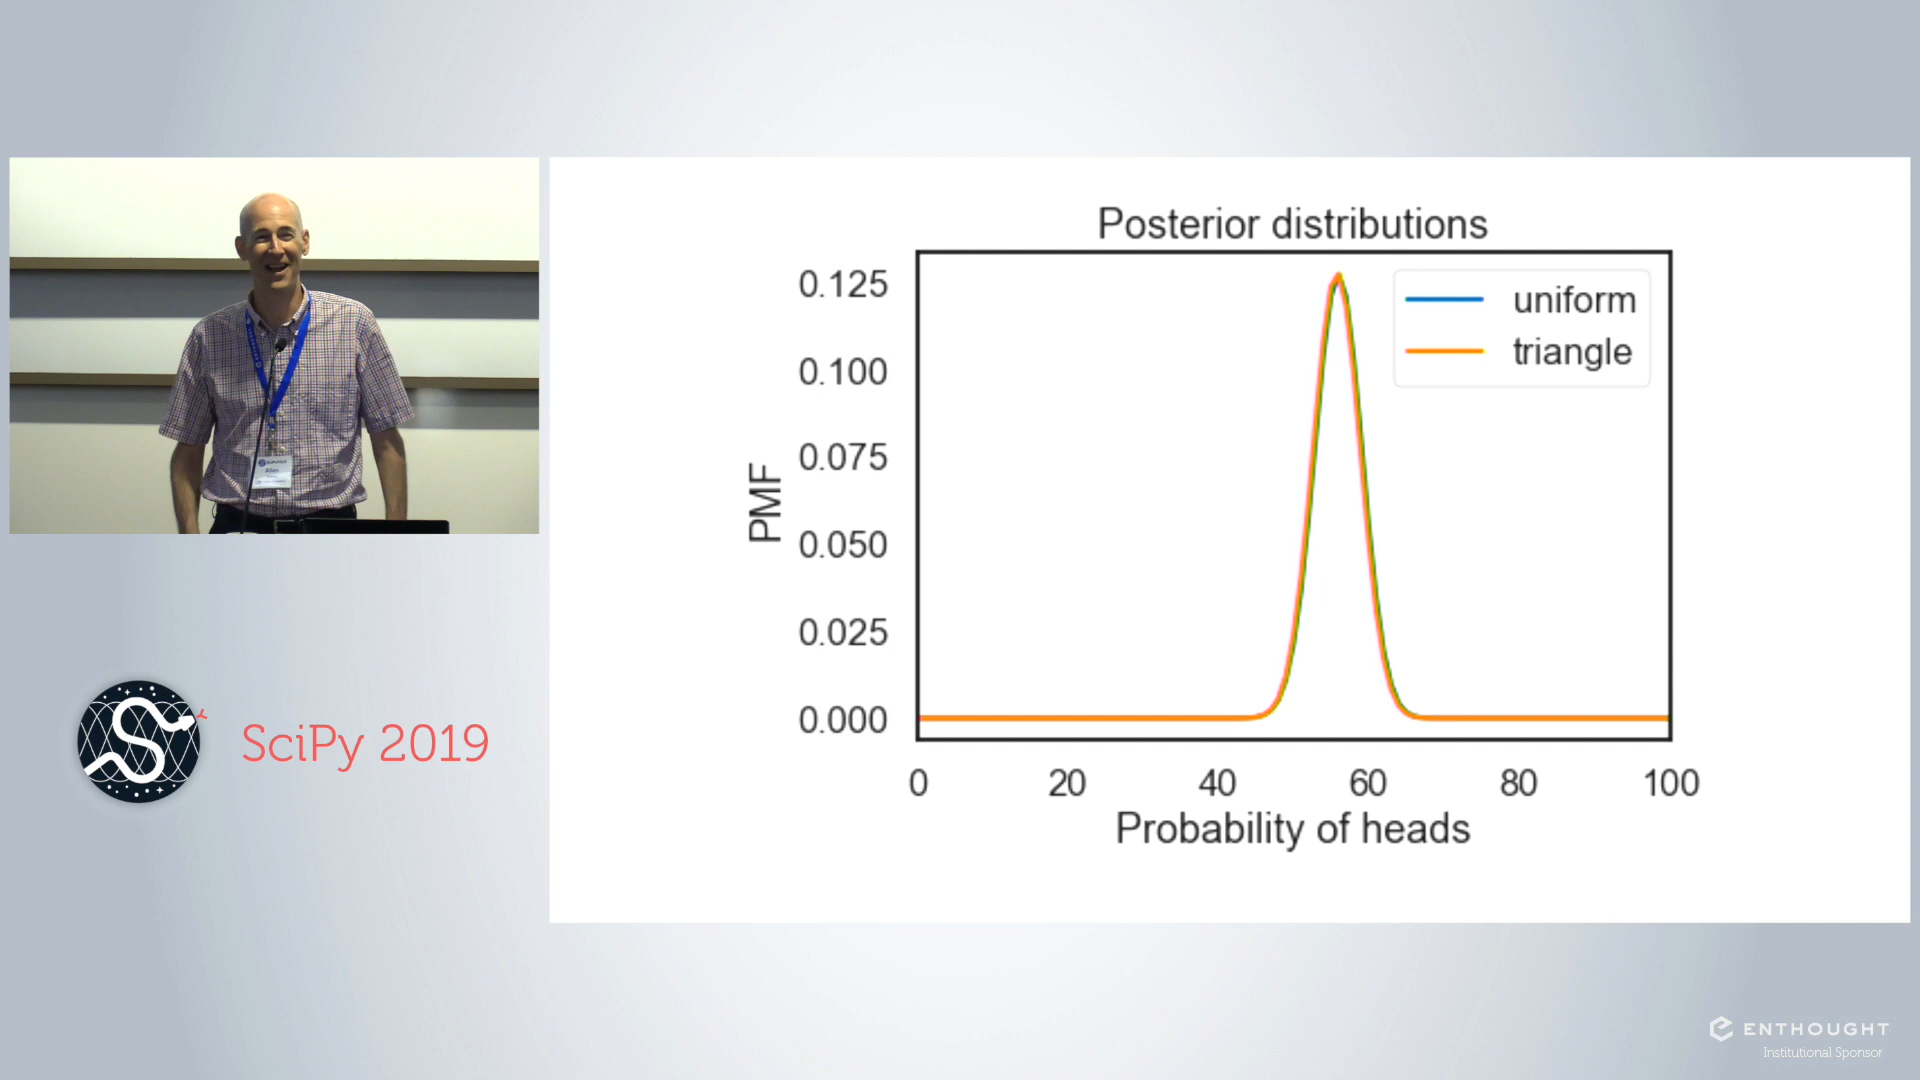 Allen
SciPy 2019
Posterior distributions
uniform
triangle
0.125
0.100
0.075
0.050
0.025
0.000
PMF
0 20 40 60 80 100
Probability of heads
ENTHOUGHT
Institutional Sponsor